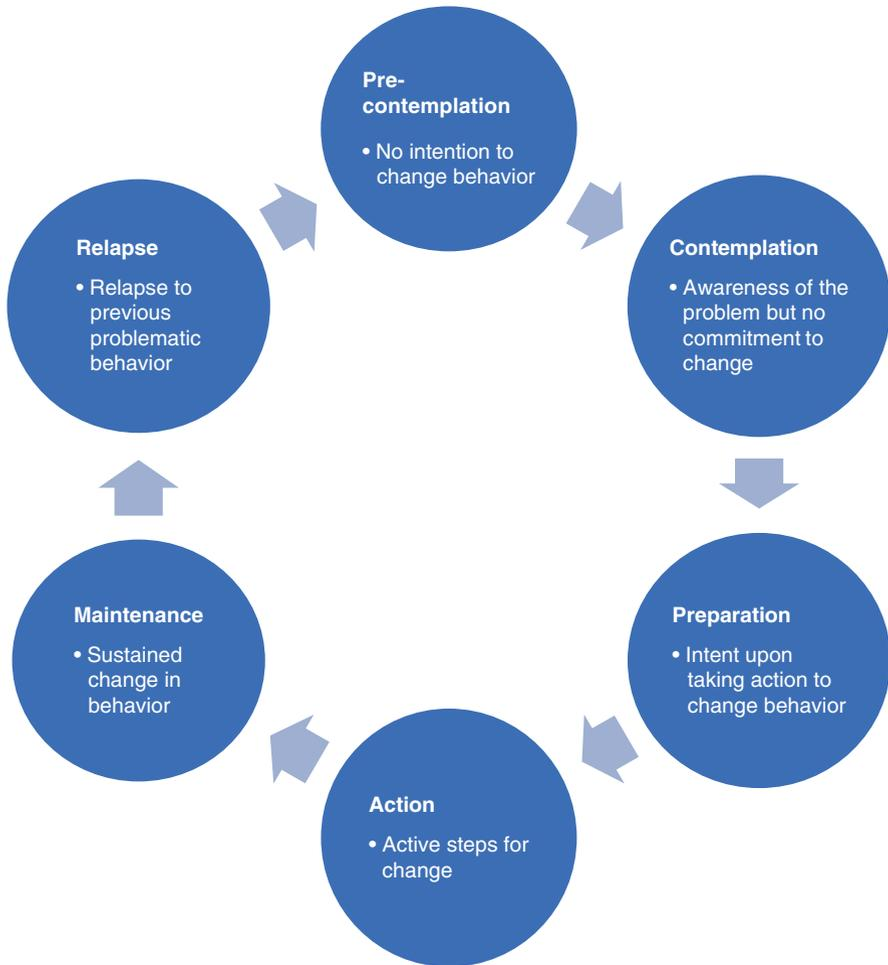 Pre-
contemplation
• No intention to
change behavior
Contemplation
• Awareness of the
problem but no
commitment to
change
Preparation
• Intent upon
taking action to
change behavior
Action
• Active steps for
change
Maintenance
• Sustained
change in
behavior
Relapse
• Relapse to
previous
problematic
behavior